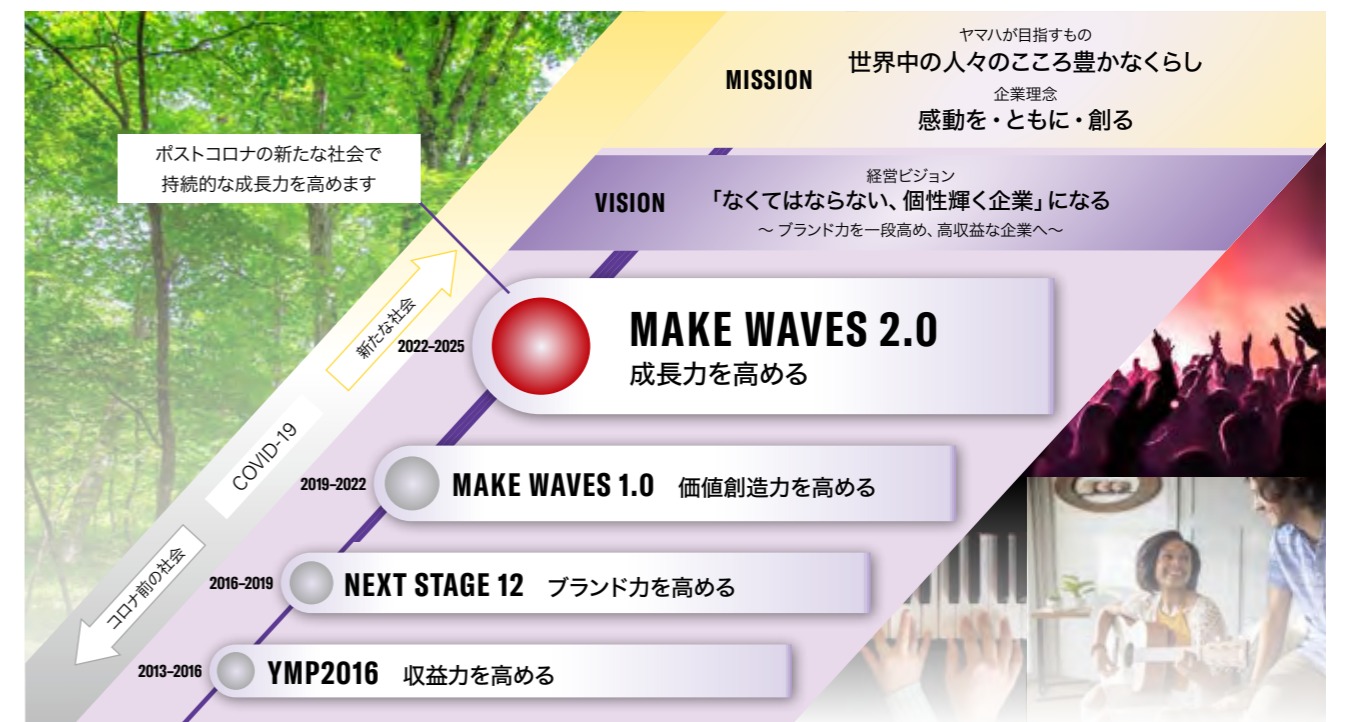 ヤマハが目指すもの
MISSION
世界中の人々のこころ豊かなくらし
企業理念
感動を・ともに・創る
ポストコロナの新たな社会で
持続的な成長力を高めます
経営ビジョン
VISION
「なくてはならない、個性輝く企業」になる
～ ブランド力を一段高め、高収益な企業へ～
新たな社会
2022–2025
MAKE WAVES 2.0
成長力を高める
COVID-19
2019–2022
MAKE WAVES 1.0 価値創造力を高める
コロナ前の社会
2016–2019
NEXT STAGE 12 ブランド力を高める
2013–2016
YMP2016 収益力を高める